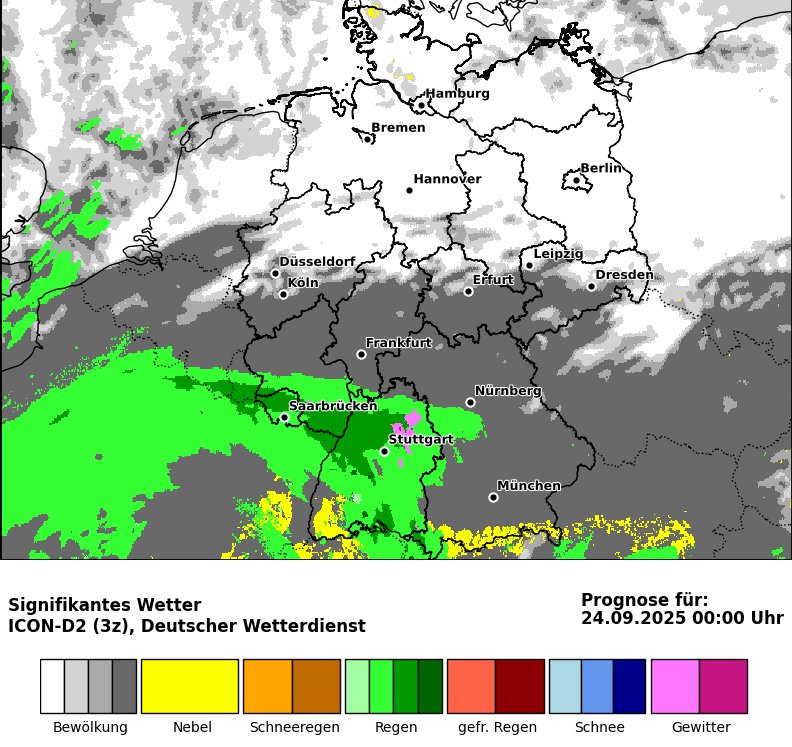 Hamburg
Bremen
Berlin
Hannover
Leipzig
Düsseldorf
Dresden
Köln
Erfurt
Frankfurt
Nürnberg
Saarbrücken
Stuttgart
München
Signifikantes Wetter
ICON-D2 (3z), Deutscher Wetterdienst
Prognose für:
24.09.2025 00:00 Uhr
Bewölkung
Nebel
Schneeregen
Regen
gefr. Regen
Schnee
Gewitter